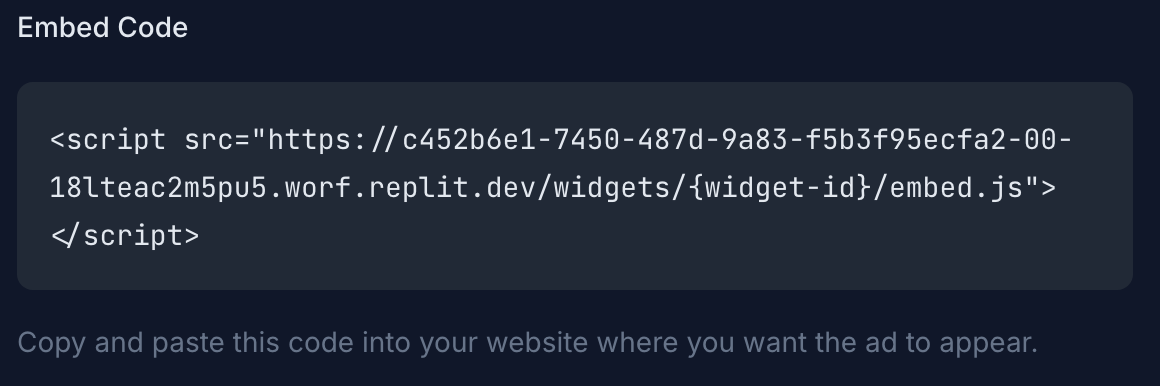 Embed Code
<script src="https://c452b6e1-7450-487d-9a83-f5b3f95ecfa2-00-
18lteac2m5pu5.worf.replit.dev/widgets/{widget-id}/embed.js">
</script>
Copy and paste this code into your website where you want the ad to appear.